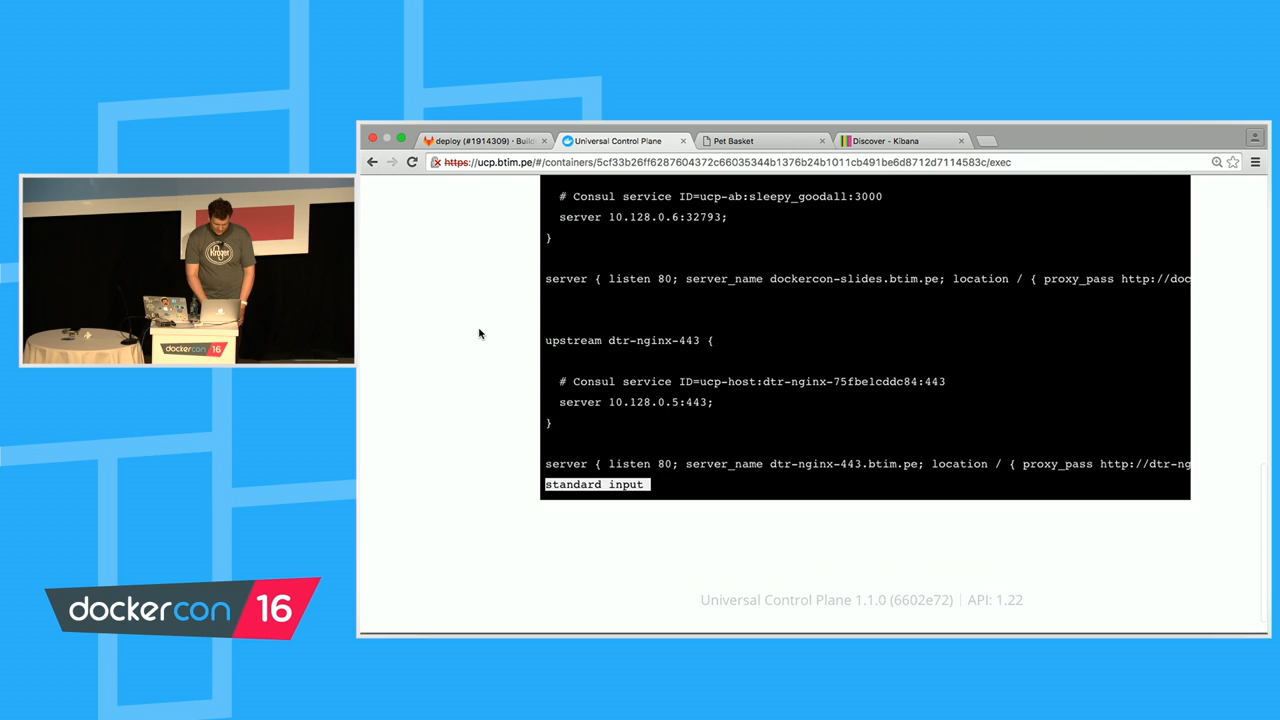 deploy (#1914309) · Buil
Universal Control Plane
Pet Basket
Discover - Kibana
https://ucp.btim.pe/#/containers/5cf33b26ff6287604372c66035344b1376b24b1011cb491be6d8712d7114583c/exec
# Consul service ID=ucp-ab:sleepy_goodall:3000
server 10.128.0.6:32793;
}
server { listen 80; server_name dockercon-slides.btim.pe; location / { proxy_pass http://doc
upstream dtr-nginx-443 {
# Consul service ID=ucp-host:dtr-nginx-75fbe1cddc84:443
server 10.128.0.5:443;
}
server { listen 80; server_name dtr-nginx-443.btim.pe; location / { proxy_pass http://dtr-ng
standard input
Universal Control Plane 1.1.0 (6602e72) | API: 1.22
Kroger
dockercon 16
dockercon 16